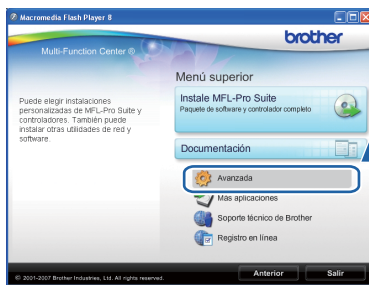 Macromedia Flash Player 8
brother
Multi-Function Center ®
Menú superior
Puede elegir instalaciones
personalizadas de MFL-Pro Suite y
controladores. También puede
instalar otras utilidades de red y
software.
Instale MFL-Pro Suite
Paquete de software y controlador completo
Documentación
Avanzada
Más aplicaciones
Soporte técnico de Brother
Registro en línea
© 2001-2007 Brother Industries, Ltd. All rights reserved.
Anterior
Salir